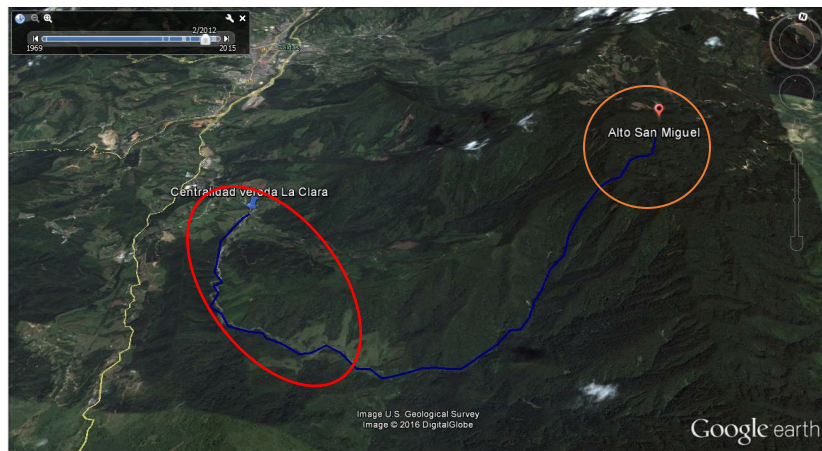 2/2012
1969
2015
N
Caldas
Alto San Miguel
Centralidad vereda La Clara
Image U.S. Geological Survey
Image © 2016 DigitalGlobe
Google earth